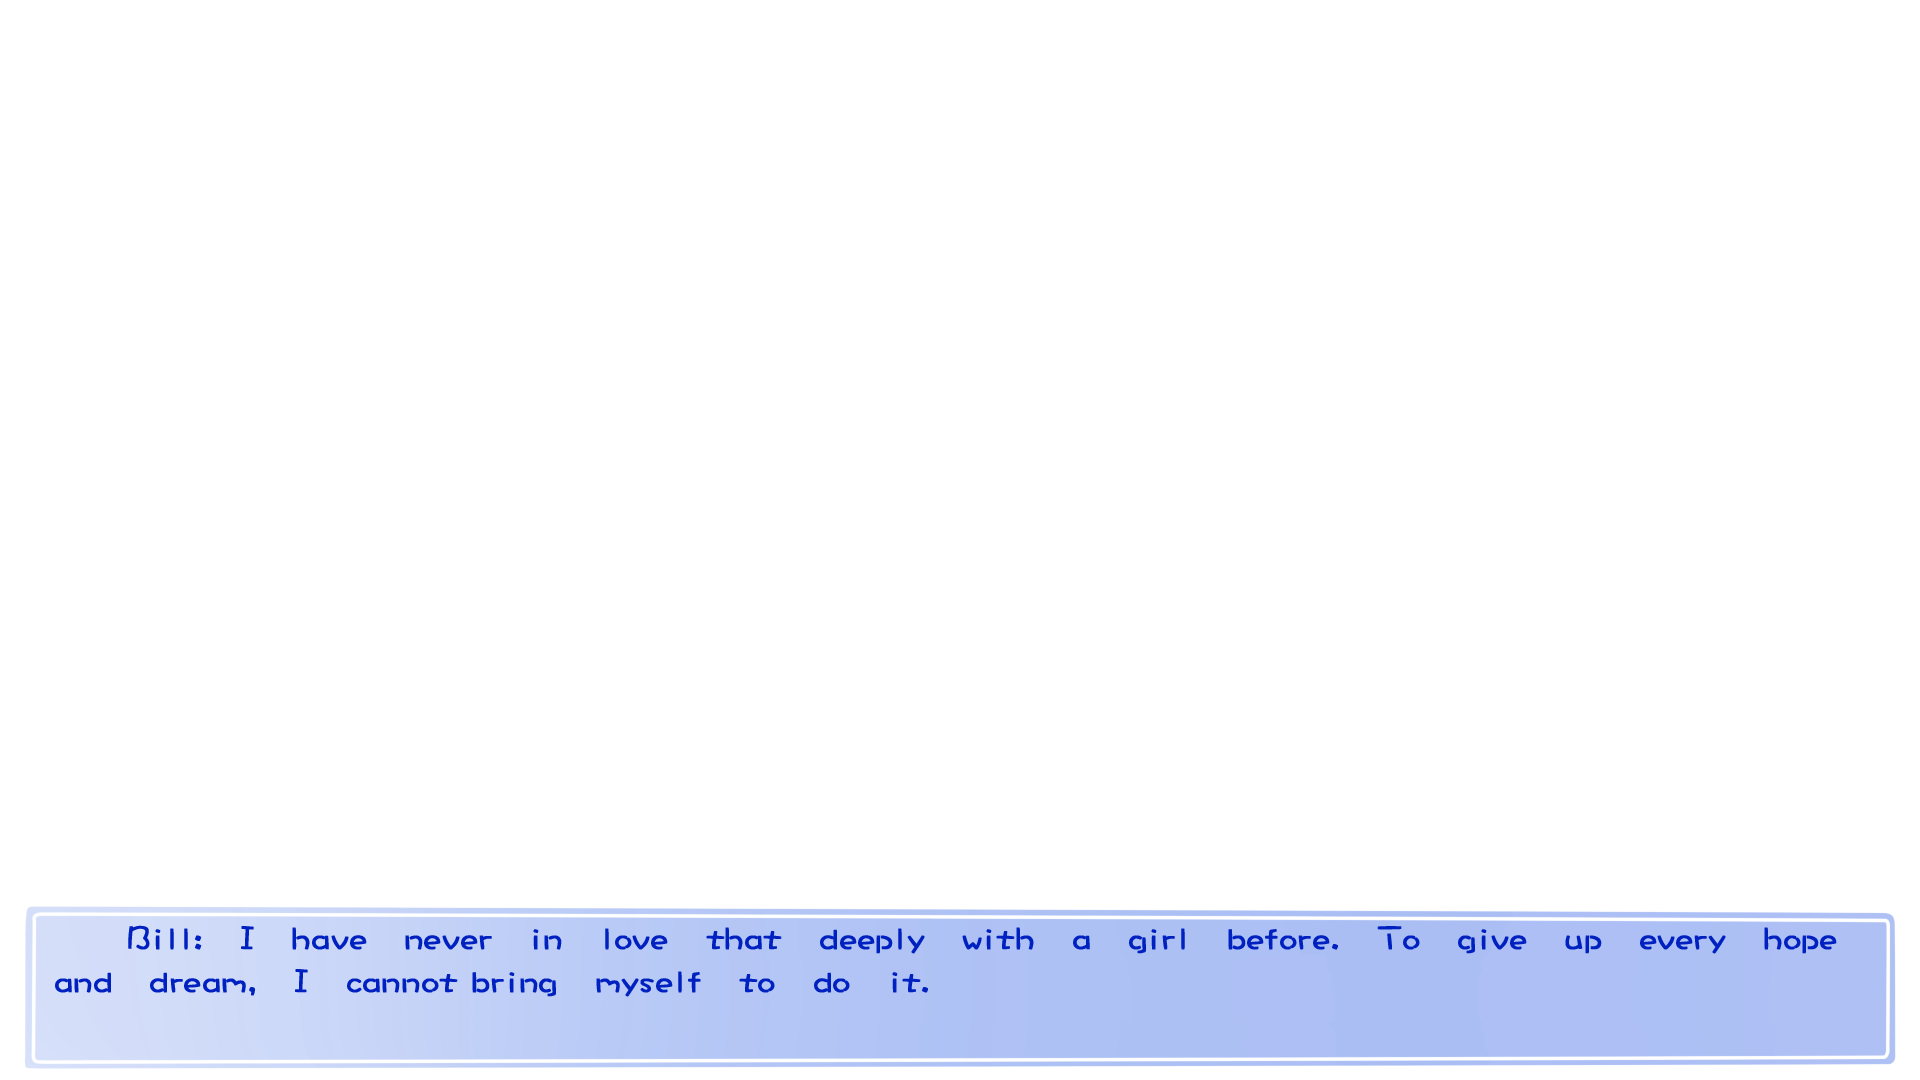 Bill: I have never in love that deeply with a girl before. To give up every hope
and dream, I cannot bring myself to do it.